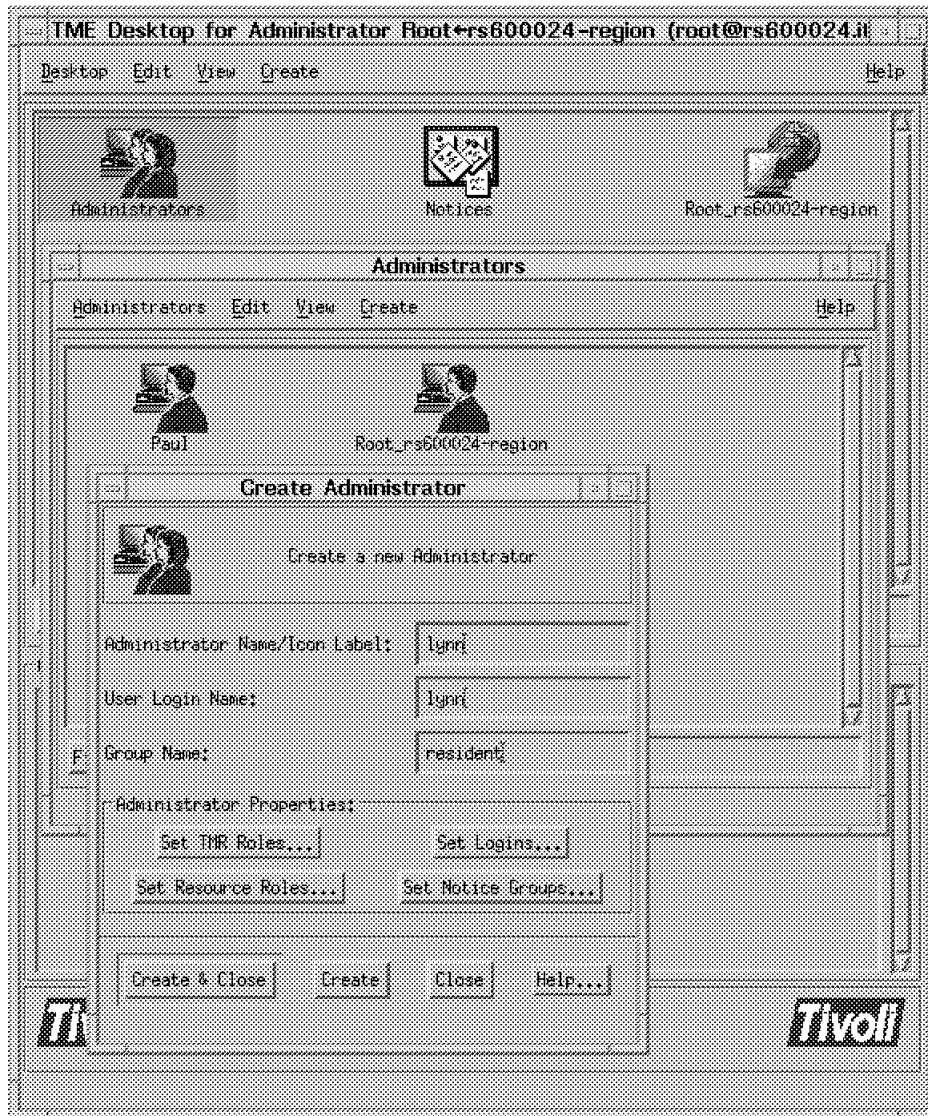 TME Desktop for Administrator Root←rs600024-region (root@rs600024.it
Desktop Edit View Create Help
Administrators Notices Root_rs600024-region
Administrators
Administrators Edit View Create Help
Paul Root_rs600024-region
Create Administrator
Create a new Administrator
Administrator Name/Icon Label: lynn
User Login Name: lynn
F Group Name: resident
Administrator Properties:
Set TMR Roles... Set Logins...
Set Resource Roles... Set Notice Groups...
Create & Close Create Close Help...
Tiv Tivoli